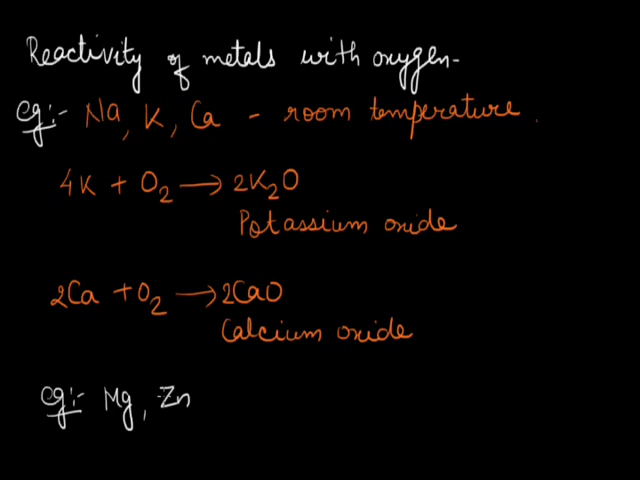 Reactivity of metals with oxygen-
eg:- Na, K, Ca - room temperature.
4K + O₂ → 2K₂O
Potassium oxide
2Ca + O₂ → 2CaO
Calcium oxide
eg:- Mg, Zn